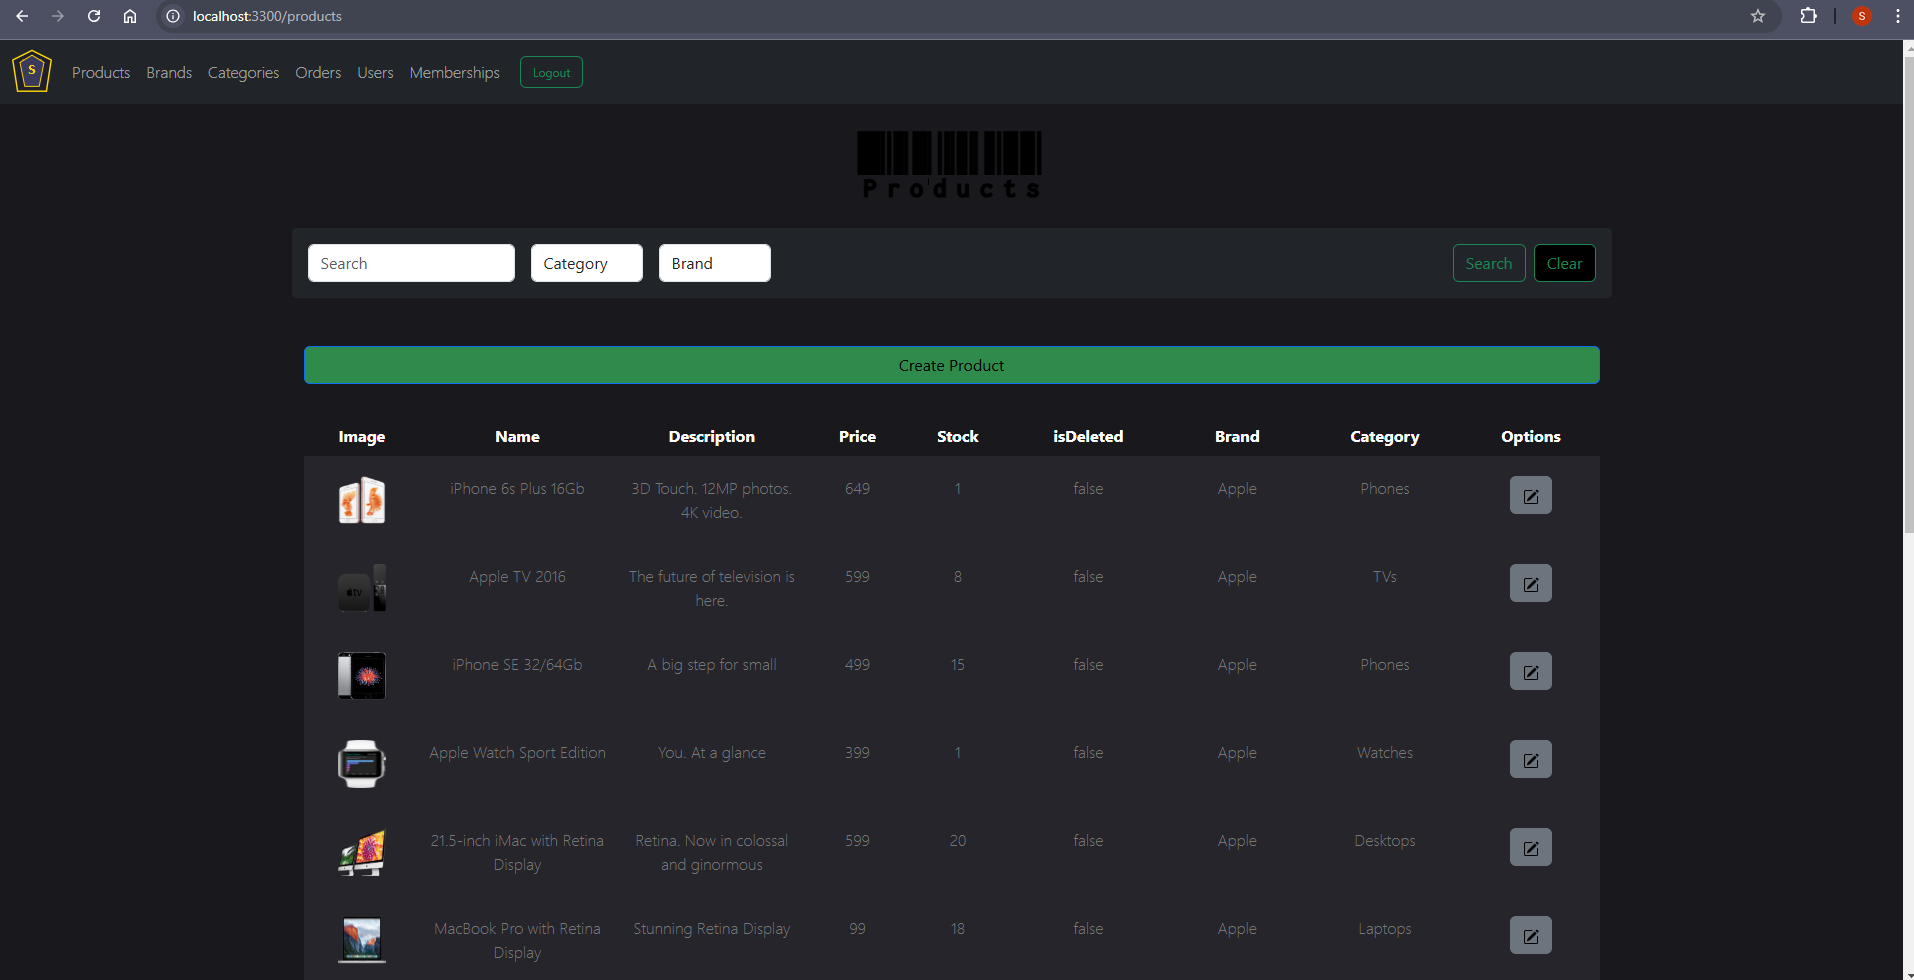 localhost:3300/products
S
S
Products Brands Categories Orders Users Memberships Logout
Products
Search Category Brand Search Clear
Create Product
Image Name Description Price Stock isDeleted Brand Category Options
iPhone 6s Plus 16Gb 3D Touch. 12MP photos. 649 1 false Apple Phones
4K video.
Apple TV 2016 The future of television is 599 8 false Apple TVs
here.
tv
iPhone SE 32/64Gb A big step for small 499 15 false Apple Phones
Apple Watch Sport Edition You. At a glance 399 1 false Apple Watches
21.5-inch iMac with Retina Retina. Now in colossal 599 20 false Apple Desktops
Display and ginormous
MacBook Pro with Retina Stunning Retina Display 99 18 false Apple Laptops
Display